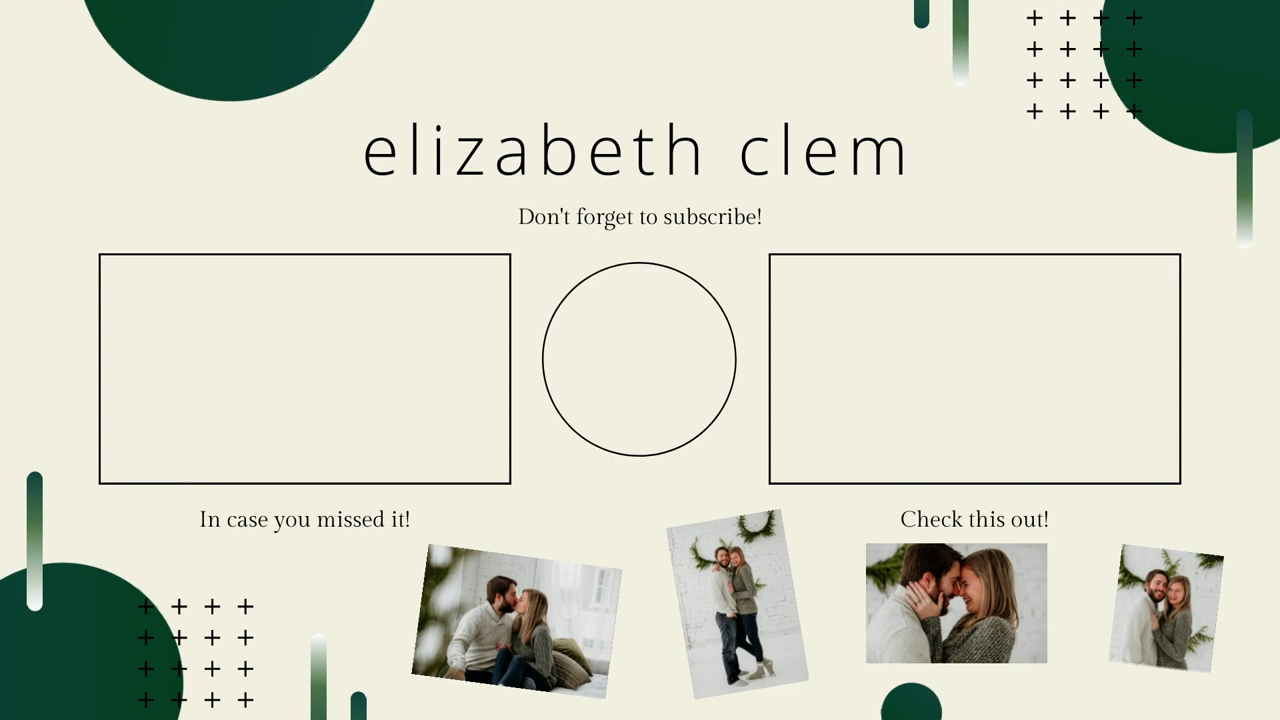 elizabeth clem
Don't forget to subscribe!
In case you missed it!
Check this out!